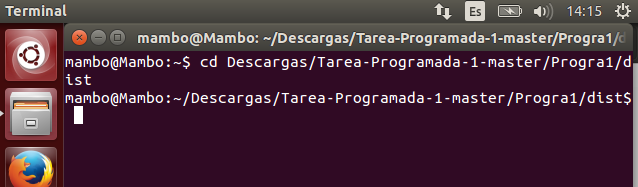 Terminal
Es
14:15
mambo@Mambo: ~/Descargas/Tarea-Programada-1-master/Progra1/d
mambo@Mambo:~$ cd Descargas/Tarea-Programada-1-master/Progra1/d
ist
mambo@Mambo:~/Descargas/Tarea-Programada-1-master/Progra1/dist$